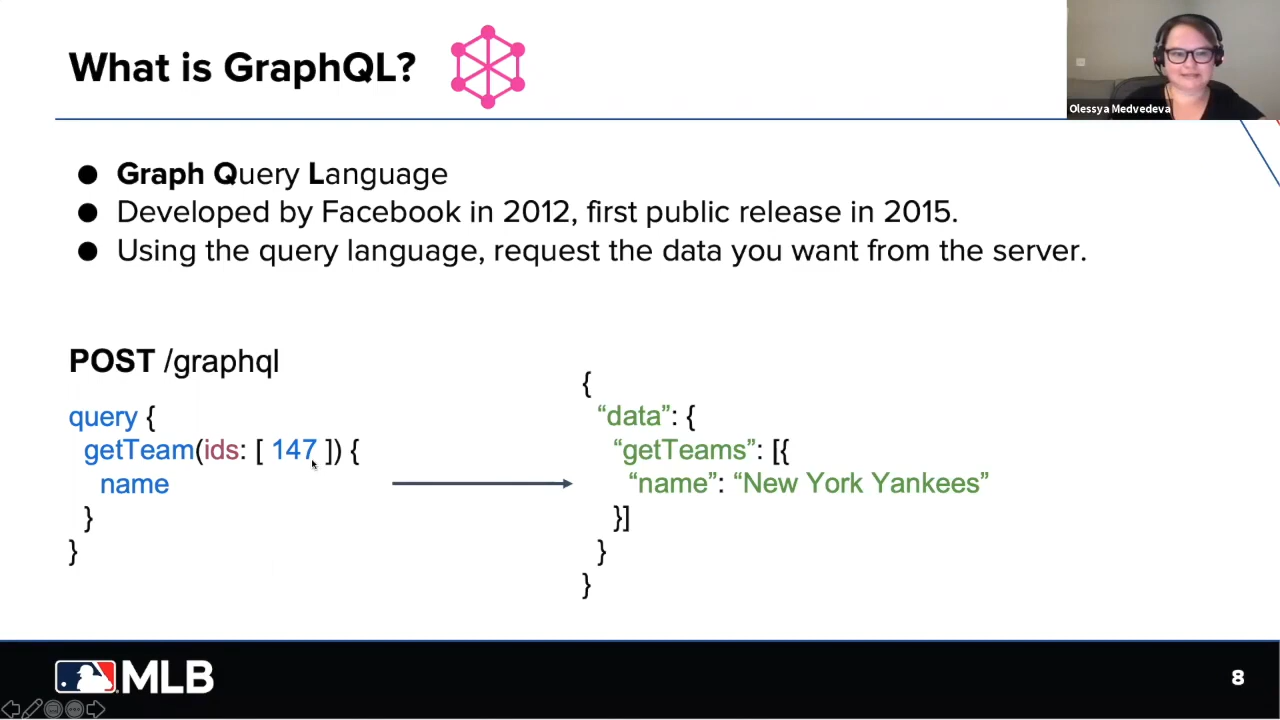 What is GraphQL?
Olessya Medvedeva
● Graph Query Language
● Developed by Facebook in 2012, first public release in 2015.
● Using the query language, request the data you want from the server.
POST /graphql
query {
getTeam(ids: [ 147 ]) {
name
}
}
{
“data”: {
“getTeams”: [{
“name”: “New York Yankees”
}]
}
}
MLB
8